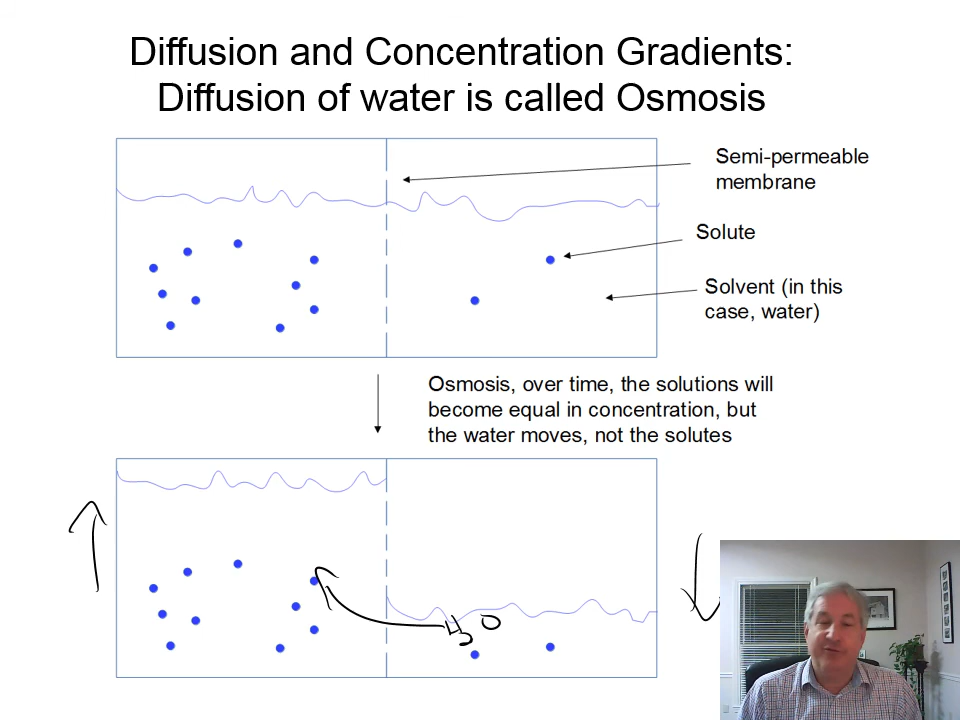 Diffusion and Concentration Gradients:
Diffusion of water is called Osmosis
Semi-permeable
membrane
Solute
Solvent (in this
case, water)
Osmosis, over time, the solutions will
become equal in concentration, but
the water moves, not the solutes